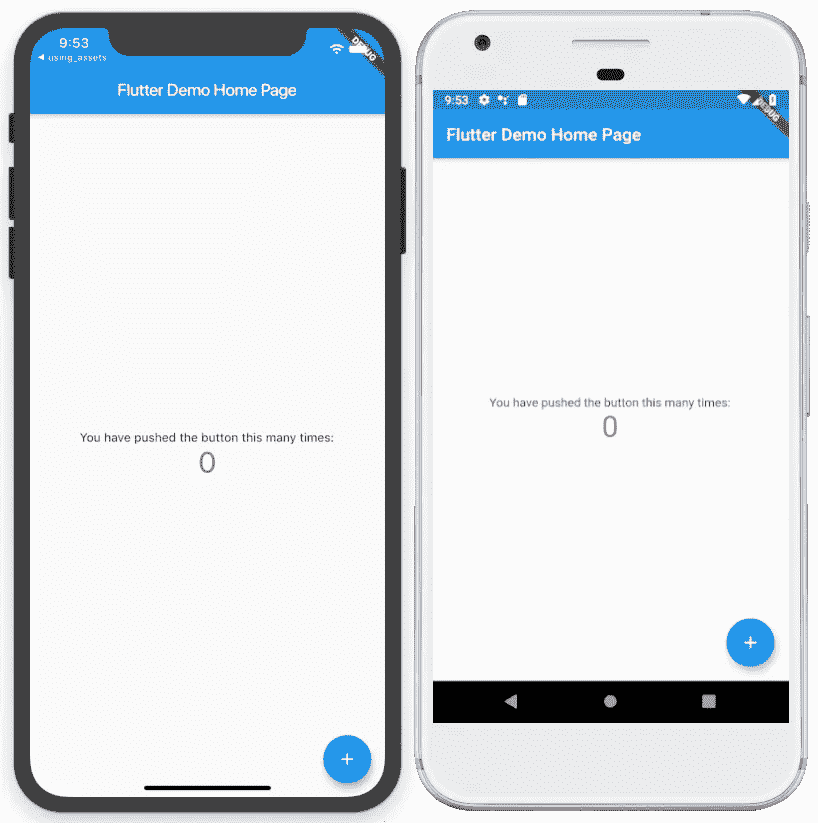 9:53
◀ using_assets
DEBUG
Flutter Demo Home Page
You have pushed the button this many times:
0
+
9:53
DEBUG
Flutter Demo Home Page
You have pushed the button this many times:
0
+